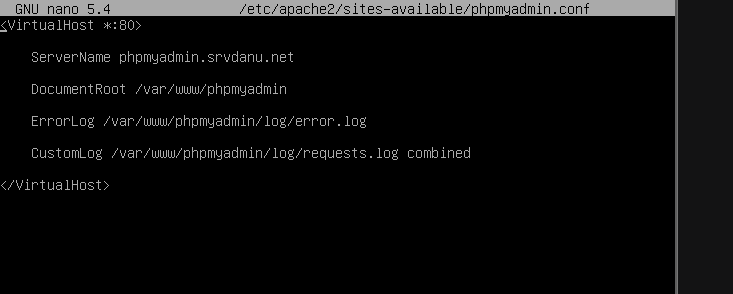 GNU nano 5.4 /etc/apache2/sites-available/phpmyadmin.conf
<VirtualHost *:80>
ServerName phpmyadmin.srvdanu.net
DocumentRoot /var/www/phpmyadmin
ErrorLog /var/www/phpmyadmin/log/error.log
CustomLog /var/www/phpmyadmin/log/requests.log combined
</VirtualHost>